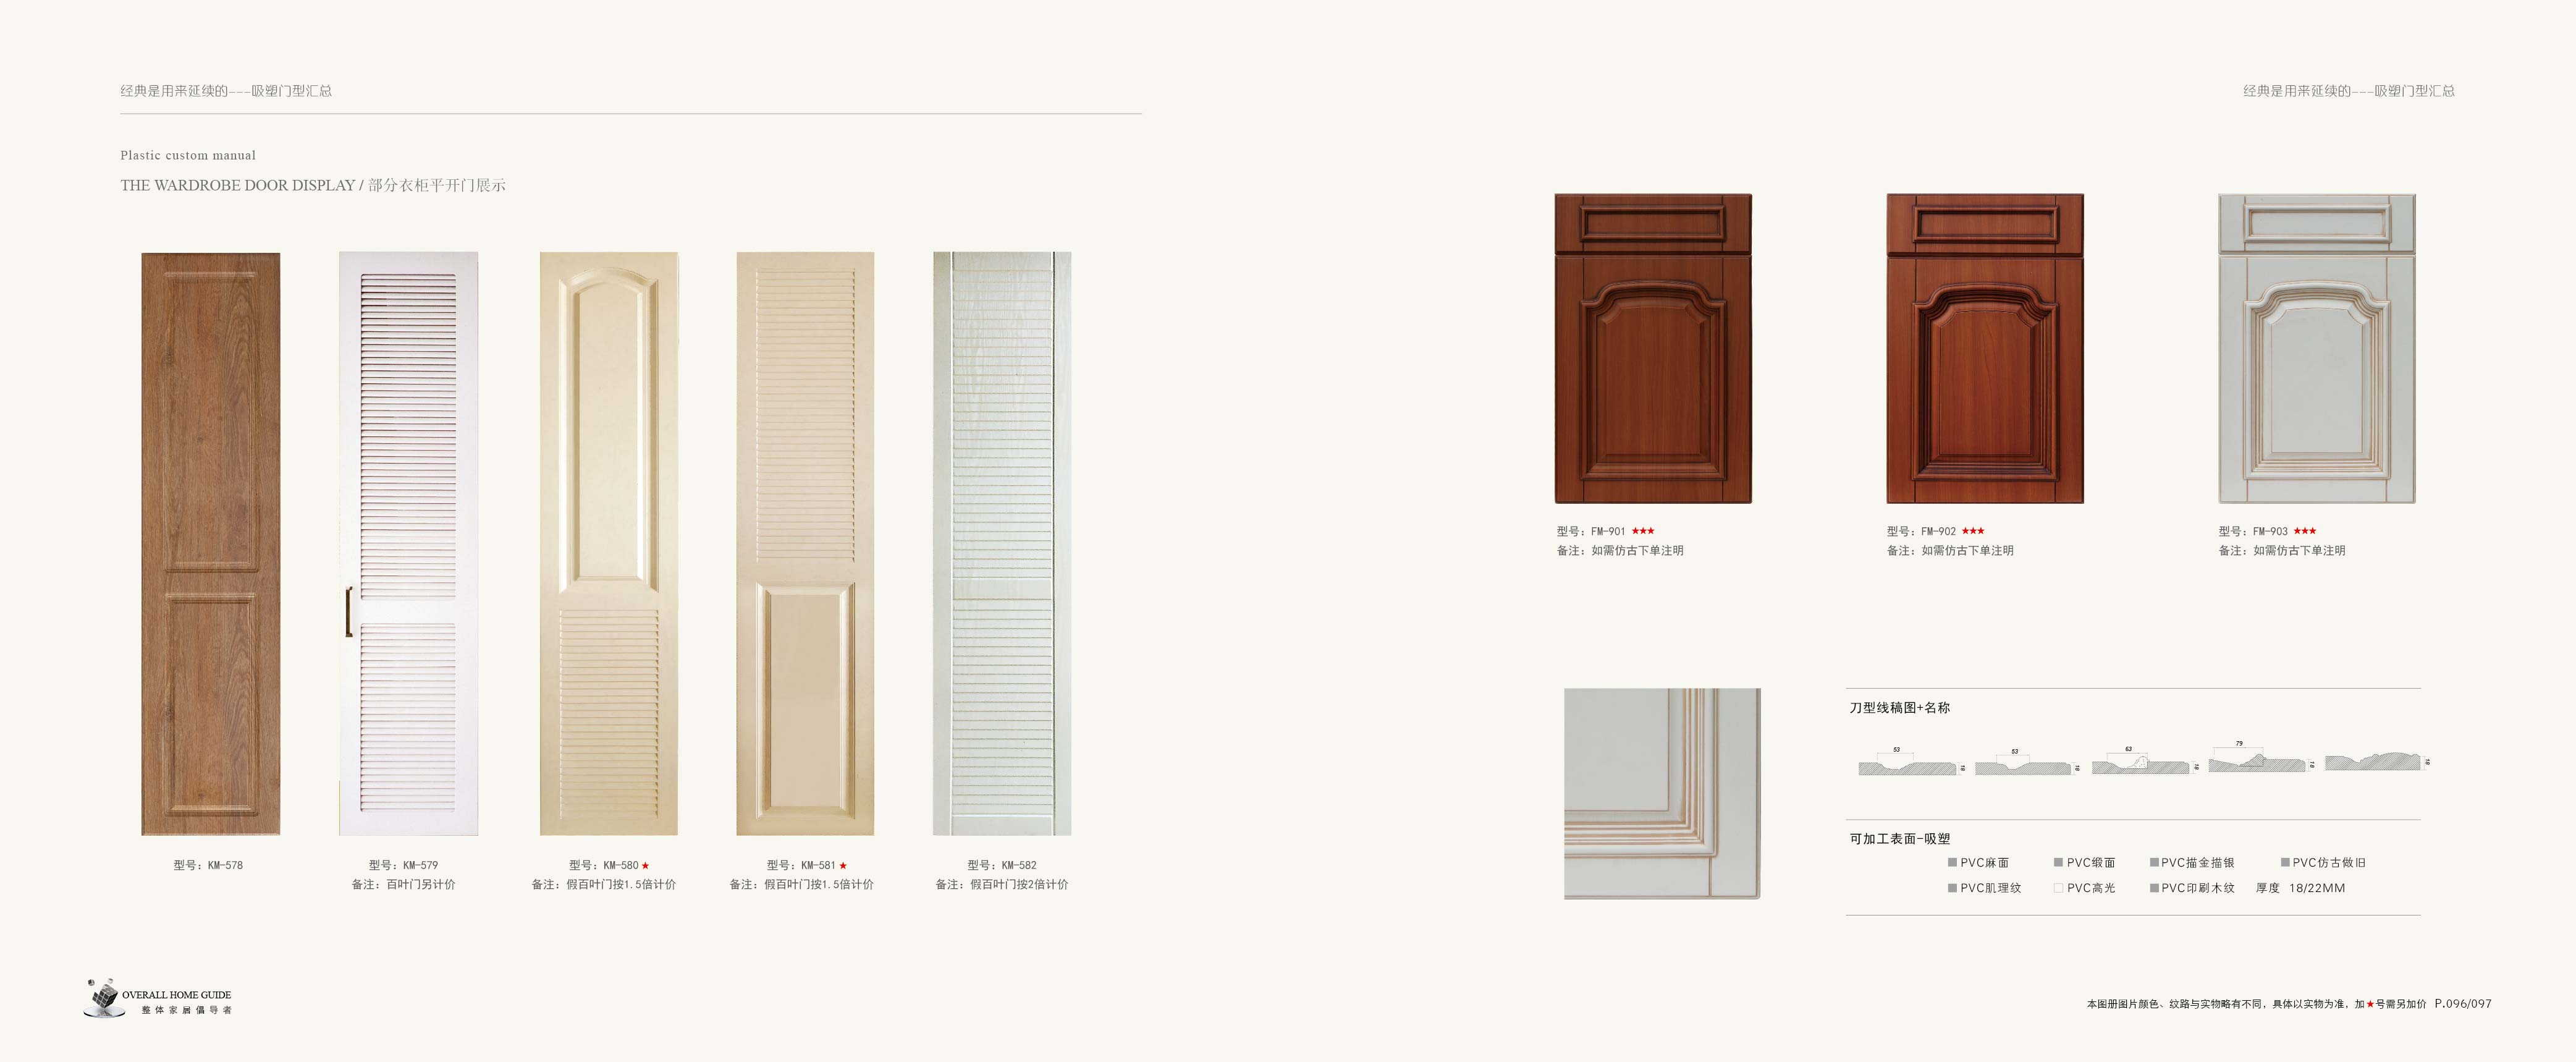 经典是用来延续的---吸塑门型汇总
经典是用来延续的---吸塑门型汇总
Plastic custom manual
THE WARDROBE DOOR DISPLAY / 部分衣柜平开门展示
型号：KM-578
型号：KM-579
备注：百叶门另计价
型号：KM-580 ★
备注：假百叶门按1.5倍计价
型号：KM-581 ★
备注：假百叶门按1.5倍计价
型号：KM-582
备注：假百叶门按2倍计价
型号：FM-901 ★★★
备注：如需仿古下单注明
型号：FM-902 ★★★
备注：如需仿古下单注明
型号：FM-903 ★★★
备注：如需仿古下单注明
刀型线稿图+名称
53 18 53 18 63 18 79 18 18
可加工表面-吸塑
PVC麻面 PVC缎面 PVC描金描银 PVC仿古做旧
PVC肌理纹 PVC高光 PVC印刷木纹 厚度 18/22MM
OVERALL HOME GUIDE
整体家居倡导者
本图册图片颜色、纹路与实物略有不同，具体以实物为准，加★号需另加价 P.096/097